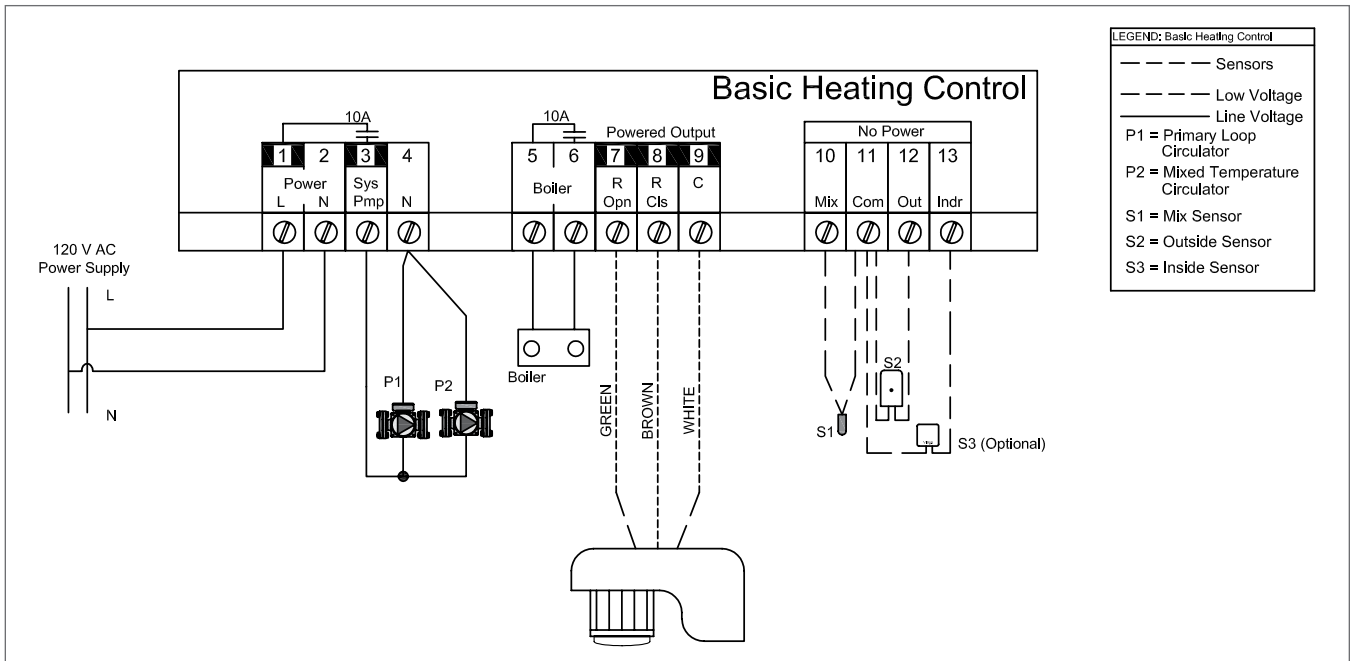 Basic Heating Control
10A
10A
Powered Output
No Power
1 2 3 4
5 6 7 8 9
10 11 12 13
Power
L N
Sys
Pmp
N
Boiler
R
Opn
R
Cls
C
Mix Com Out Indr
120 V AC
Power Supply
L
N
P1
P2
Boiler
GREEN
BROWN
WHITE
S1
S2
S3 (Optional)
LEGEND: Basic Heating Control
Sensors
Low Voltage
Line Voltage
P1 = Primary Loop
Circulator
P2 = Mixed Temperature
Circulator
S1 = Mix Sensor
S2 = Outside Sensor
S3 = Inside Sensor